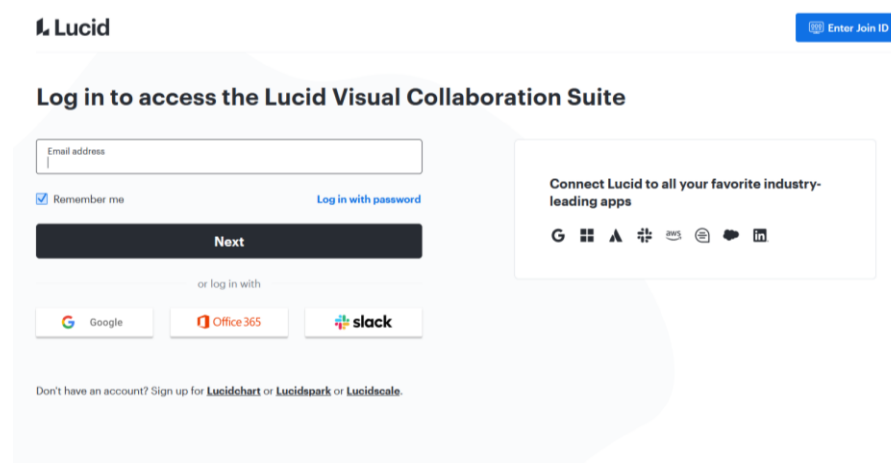 Lucid
Enter Join ID
Log in to access the Lucid Visual Collaboration Suite
Email address
Remember me
Log in with password
Next
or log in with
Google
Office 365
slack
Connect Lucid to all your favorite industry-
leading apps
G
aws
in
Don't have an account? Sign up for Lucidchart or Lucidspark or Lucidscale.